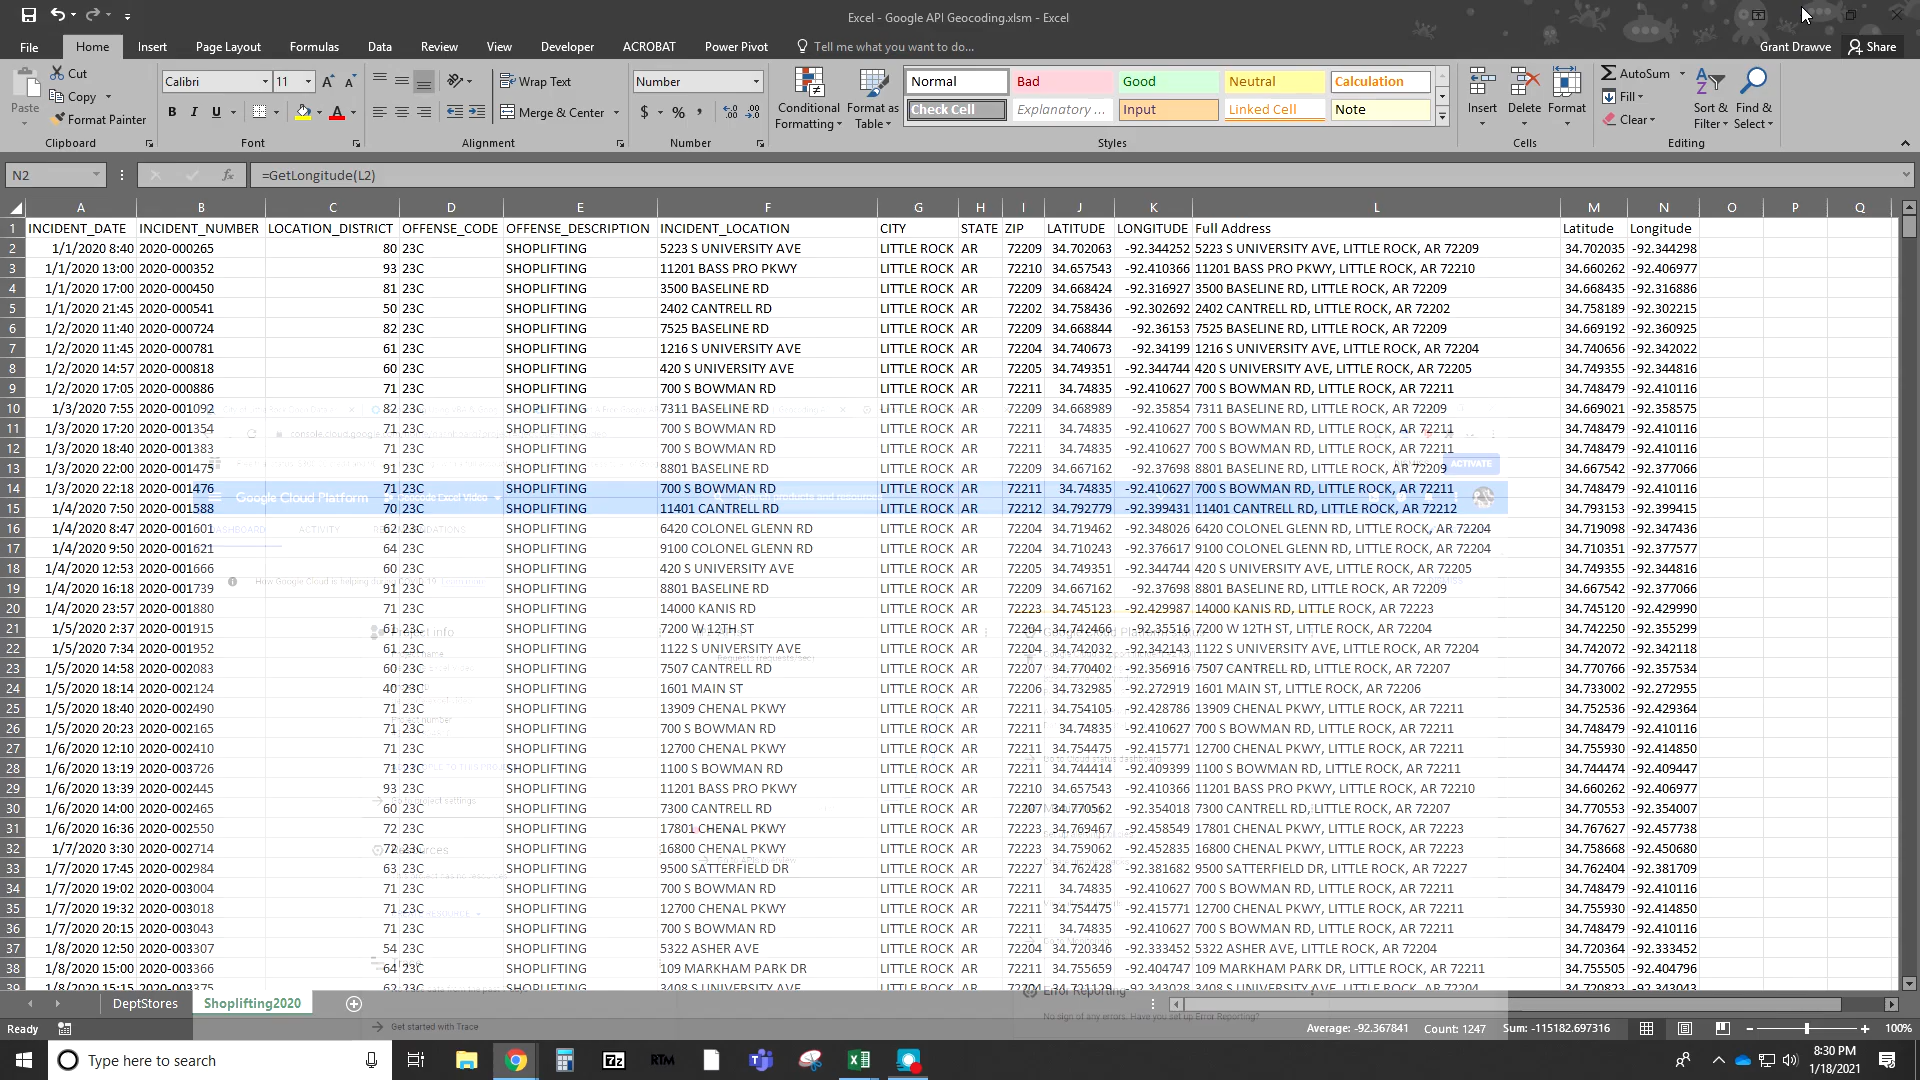 Excel - Google API Geocoding.xlsm - Excel
File Home Insert Page Layout Formulas Data Review View Developer ACROBAT Power Pivot Tell me what you want to do... Grant Drawve Share
Paste Cut Copy Format Painter Calibri 11 Wrap Text Merge & Center Number Conditional Formatting Format as Table Normal Bad Good Neutral Calculation Check Cell Explanatory ... Input Linked Cell Note Insert Delete Format AutoSum Fill Clear Sort & Filter Find & Select
Clipboard Font Alignment Number Styles Cells Editing
N2 =GetLongitude(L2)
A B C D E F G H I J K L M N O P Q
1 INCIDENT_DATE INCIDENT_NUMBER LOCATION_DISTRICT OFFENSE_CODE OFFENSE_DESCRIPTION INCIDENT_LOCATION CITY STATE ZIP LATITUDE LONGITUDE Full Address Latitude Longitude
2 1/1/2020 8:40 2020-000265 80 23C SHOPLIFTING 5223 S UNIVERSITY AVE LITTLE ROCK AR 72209 34.702063 -92.344252 5223 S UNIVERSITY AVE, LITTLE ROCK, AR 72209 34.702035 -92.344298
3 1/1/2020 13:00 2020-000352 93 23C SHOPLIFTING 11201 BASS PRO PKWY LITTLE ROCK AR 72210 34.657543 -92.410366 11201 BASS PRO PKWY, LITTLE ROCK, AR 72210 34.660262 -92.406977
4 1/1/2020 17:00 2020-000450 81 23C SHOPLIFTING 3500 BASELINE RD LITTLE ROCK AR 72209 34.668424 -92.316927 3500 BASELINE RD, LITTLE ROCK, AR 72209 34.668435 -92.316886
5 1/1/2020 21:45 2020-000541 50 23C SHOPLIFTING 2402 CANTRELL RD LITTLE ROCK AR 72202 34.758436 -92.302692 2402 CANTRELL RD, LITTLE ROCK, AR 72202 34.758189 -92.302215
6 1/2/2020 11:40 2020-000724 82 23C SHOPLIFTING 7525 BASELINE RD LITTLE ROCK AR 72209 34.668844 -92.36153 7525 BASELINE RD, LITTLE ROCK, AR 72209 34.669192 -92.360925
7 1/2/2020 11:45 2020-000781 61 23C SHOPLIFTING 1216 S UNIVERSITY AVE LITTLE ROCK AR 72204 34.740673 -92.34199 1216 S UNIVERSITY AVE, LITTLE ROCK, AR 72204 34.740656 -92.342022
8 1/2/2020 14:57 2020-000818 60 23C SHOPLIFTING 420 S UNIVERSITY AVE LITTLE ROCK AR 72205 34.749351 -92.344744 420 S UNIVERSITY AVE, LITTLE ROCK, AR 72205 34.749355 -92.344816
9 1/2/2020 17:05 2020-000886 71 23C SHOPLIFTING 700 S BOWMAN RD LITTLE ROCK AR 72211 34.74835 -92.410627 700 S BOWMAN RD, LITTLE ROCK, AR 72211 34.748479 -92.410116
10 1/3/2020 7:55 2020-001092 82 23C SHOPLIFTING 7311 BASELINE RD LITTLE ROCK AR 72209 34.668989 -92.35854 7311 BASELINE RD, LITTLE ROCK, AR 72209 34.669021 -92.358575
11 1/3/2020 17:20 2020-001354 71 23C SHOPLIFTING 700 S BOWMAN RD LITTLE ROCK AR 72211 34.74835 -92.410627 700 S BOWMAN RD, LITTLE ROCK, AR 72211 34.748479 -92.410116
12 1/3/2020 18:40 2020-001383 71 23C SHOPLIFTING 700 S BOWMAN RD LITTLE ROCK AR 72211 34.74835 -92.410627 700 S BOWMAN RD, LITTLE ROCK, AR 72211 34.748479 -92.410116
13 1/3/2020 22:00 2020-001475 91 23C SHOPLIFTING 8801 BASELINE RD LITTLE ROCK AR 72209 34.667162 -92.37698 8801 BASELINE RD, LITTLE ROCK, AR 72209 34.667542 -92.377066
ACTIVATE
14 1/3/2020 22:18 2020-001476 71 23C SHOPLIFTING 700 S BOWMAN RD LITTLE ROCK AR 72211 34.74835 -92.410627 700 S BOWMAN RD, LITTLE ROCK, AR 72211 34.748479 -92.410116
Google Cloud Platform Geocode Excel Video Search products and resources
15 1/4/2020 7:50 2020-001588 70 23C SHOPLIFTING 11401 CANTRELL RD LITTLE ROCK AR 72212 34.792779 -92.399431 11401 CANTRELL RD, LITTLE ROCK, AR 72212 34.793153 -92.399415
16 1/4/2020 8:47 2020-001601 62 23C SHOPLIFTING 6420 COLONEL GLENN RD LITTLE ROCK AR 72204 34.719462 -92.348026 6420 COLONEL GLENN RD, LITTLE ROCK, AR 72204 34.719098 -92.347436
DASHBOARD ACTIVITY
17 1/4/2020 9:50 2020-001621 64 23C SHOPLIFTING 9100 COLONEL GLENN RD LITTLE ROCK AR 72204 34.710243 -92.376617 9100 COLONEL GLENN RD, LITTLE ROCK, AR 72204 34.710351 -92.377577
18 1/4/2020 12:53 2020-001666 60 23C SHOPLIFTING 420 S UNIVERSITY AVE LITTLE ROCK AR 72205 34.749351 -92.344744 420 S UNIVERSITY AVE, LITTLE ROCK, AR 72205 34.749355 -92.344816
19 1/4/2020 16:18 2020-001739 91 23C SHOPLIFTING 8801 BASELINE RD LITTLE ROCK AR 72209 34.667162 -92.37698 8801 BASELINE RD, LITTLE ROCK, AR 72209 34.667542 -92.377066
20 1/4/2020 23:57 2020-001880 71 23C SHOPLIFTING 14000 KANIS RD LITTLE ROCK AR 72223 34.745123 -92.429987 14000 KANIS RD, LITTLE ROCK, AR 72223 34.745120 -92.429990
21 1/5/2020 2:37 2020-001915 61 23C SHOPLIFTING 7200 W 12TH ST LITTLE ROCK AR 72204 34.742466 -92.35516 7200 W 12TH ST, LITTLE ROCK, AR 72204 34.742250 -92.355299
22 1/5/2020 7:34 2020-001952 61 23C SHOPLIFTING 1122 S UNIVERSITY AVE LITTLE ROCK AR 72204 34.742032 -92.342143 1122 S UNIVERSITY AVE, LITTLE ROCK, AR 72204 34.742072 -92.342118
23 1/5/2020 14:58 2020-002083 60 23C SHOPLIFTING 7507 CANTRELL RD LITTLE ROCK AR 72207 34.770402 -92.356916 7507 CANTRELL RD, LITTLE ROCK, AR 72207 34.770766 -92.357534
24 1/5/2020 18:14 2020-002124 40 23C SHOPLIFTING 1601 MAIN ST LITTLE ROCK AR 72206 34.732985 -92.272919 1601 MAIN ST, LITTLE ROCK, AR 72206 34.733002 -92.272955
25 1/5/2020 18:40 2020-002490 71 23C SHOPLIFTING 13909 CHENAL PKWY LITTLE ROCK AR 72211 34.754105 -92.428786 13909 CHENAL PKWY, LITTLE ROCK, AR 72211 34.752536 -92.429364
26 1/5/2020 20:23 2020-002165 71 23C SHOPLIFTING 700 S BOWMAN RD LITTLE ROCK AR 72211 34.74835 -92.410627 700 S BOWMAN RD, LITTLE ROCK, AR 72211 34.748479 -92.410116
27 1/6/2020 12:10 2020-002410 71 23C SHOPLIFTING 12700 CHENAL PKWY LITTLE ROCK AR 72211 34.754475 -92.415771 12700 CHENAL PKWY, LITTLE ROCK, AR 72211 34.755930 -92.414850
28 1/6/2020 13:19 2020-003726 71 23C SHOPLIFTING 1100 S BOWMAN RD LITTLE ROCK AR 72211 34.744414 -92.409399 1100 S BOWMAN RD, LITTLE ROCK, AR 72211 34.744474 -92.409447
29 1/6/2020 13:39 2020-002445 93 23C SHOPLIFTING 11201 BASS PRO PKWY LITTLE ROCK AR 72210 34.657543 -92.410366 11201 BASS PRO PKWY, LITTLE ROCK, AR 72210 34.660262 -92.406977
30 1/6/2020 14:00 2020-002465 60 23C SHOPLIFTING 7300 CANTRELL RD LITTLE ROCK AR 72207 34.770562 -92.354018 7300 CANTRELL RD, LITTLE ROCK, AR 72207 34.770553 -92.354007
31 1/6/2020 16:36 2020-002550 72 23C SHOPLIFTING 17801 CHENAL PKWY LITTLE ROCK AR 72223 34.769467 -92.458549 17801 CHENAL PKWY, LITTLE ROCK, AR 72223 34.767627 -92.457738
32 1/7/2020 3:30 2020-002714 72 23C SHOPLIFTING 16800 CHENAL PKWY LITTLE ROCK AR 72223 34.759062 -92.452835 16800 CHENAL PKWY, LITTLE ROCK, AR 72223 34.758668 -92.450680
33 1/7/2020 17:45 2020-002984 63 23C SHOPLIFTING 9500 SATTERFIELD DR LITTLE ROCK AR 72227 34.762428 -92.381682 9500 SATTERFIELD DR, LITTLE ROCK, AR 72227 34.762404 -92.381709
34 1/7/2020 19:02 2020-003004 71 23C SHOPLIFTING 700 S BOWMAN RD LITTLE ROCK AR 72211 34.74835 -92.410627 700 S BOWMAN RD, LITTLE ROCK, AR 72211 34.748479 -92.410116
35 1/7/2020 19:32 2020-003018 71 23C SHOPLIFTING 12700 CHENAL PKWY LITTLE ROCK AR 72211 34.754475 -92.415771 12700 CHENAL PKWY, LITTLE ROCK, AR 72211 34.755930 -92.414850
36 1/7/2020 20:15 2020-003043 71 23C SHOPLIFTING 700 S BOWMAN RD LITTLE ROCK AR 72211 34.74835 -92.410627 700 S BOWMAN RD, LITTLE ROCK, AR 72211 34.748479 -92.410116
37 1/8/2020 12:50 2020-003307 54 23C SHOPLIFTING 5322 ASHER AVE LITTLE ROCK AR 72204 34.720346 -92.333452 5322 ASHER AVE, LITTLE ROCK, AR 72204 34.720364 -92.333452
38 1/8/2020 15:00 2020-003366 64 23C SHOPLIFTING 109 MARKHAM PARK DR LITTLE ROCK AR 72211 34.755659 -92.404747 109 MARKHAM PARK DR, LITTLE ROCK, AR 72211 34.755505 -92.404796
39 1/8/2020 15:15 2020-003375 62 23C SHOPLIFTING 3408 S UNIVERSITY AVE LITTLE ROCK AR 72204 34.721129 -92.343028 3408 S UNIVERSITY AVE, LITTLE ROCK, AR 72204 34.720823 -92.343043
DeptStores Shoplifting2020 Error Reporting
No sign of any errors. Have you set up Error Reporting?
Ready Get started with Trace Average: -92.367841 Count: 1247 Sum: -115182.697316 100%
Type here to search 7z RTM 8:30 PM
1/18/2021